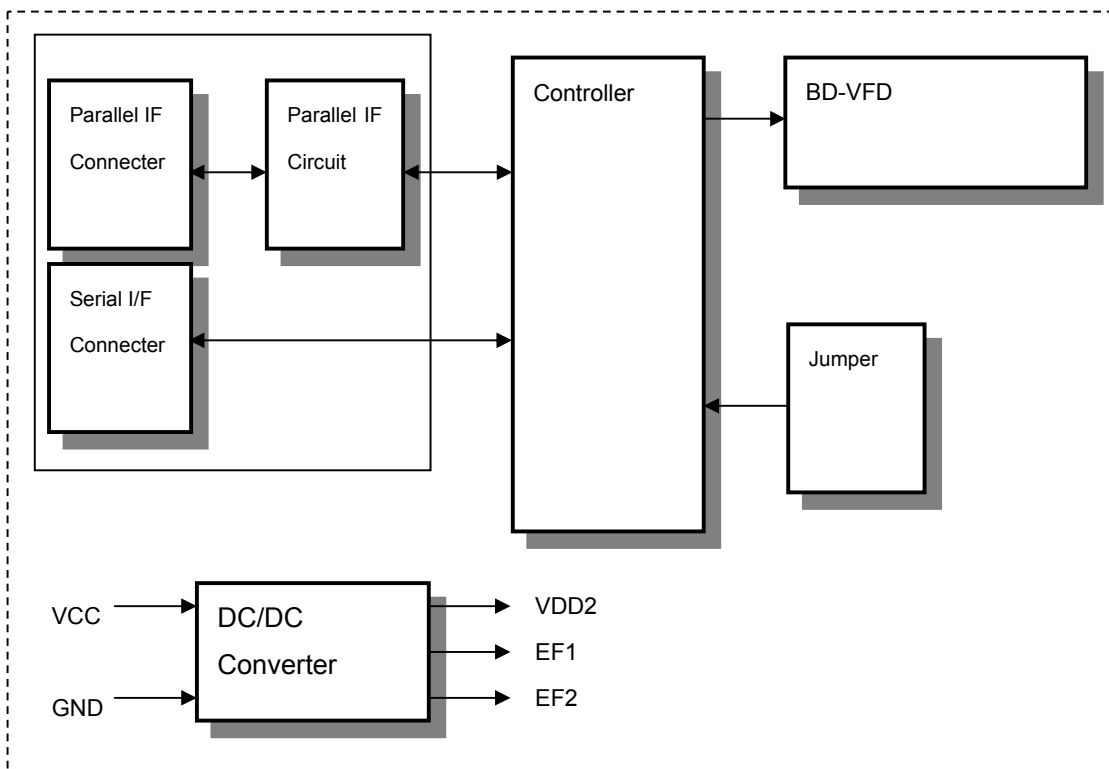 Parallel IF
Connecter
Parallel IF
Circuit
Serial I/F
Connecter
Controller
BD-VFD
Jumper
VCC
GND
DC/DC
Converter
VDD2
EF1
EF2